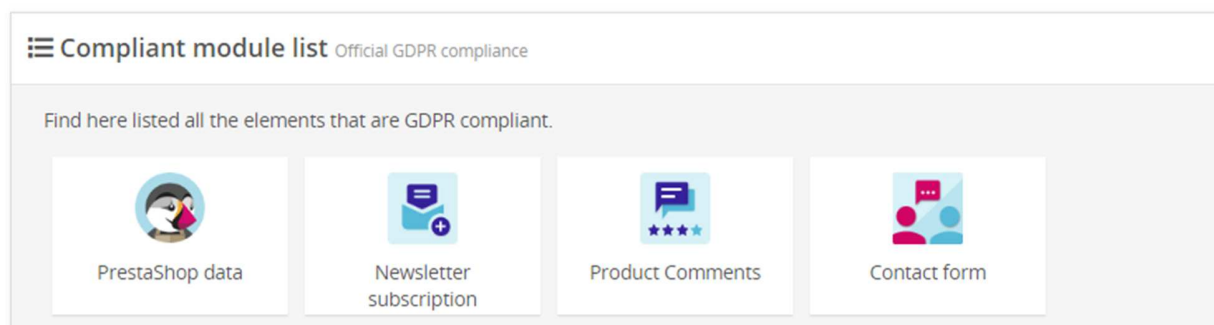 Compliant module list Official GDPR compliance
Find here listed all the elements that are GDPR compliant.
PrestaShop data
Newsletter
subscription
Product Comments
Contact form